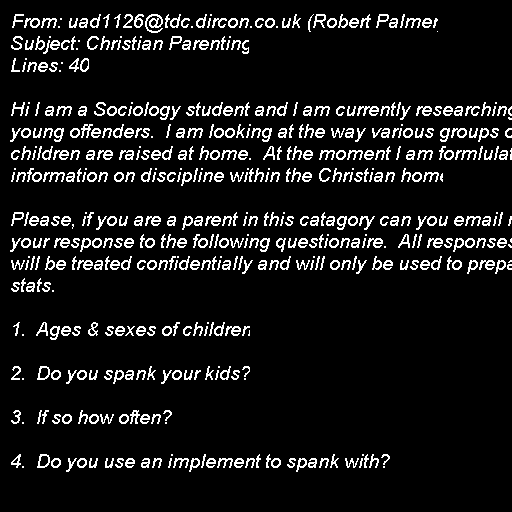 From: uad1126@tdc.dircon.co.uk (Robert Palmer
Subject: Christian Parenting
Lines: 40

Hi I am a Sociology student and I am currently researching
young offenders.  I am looking at the way various groups
children are raised at home.  At the moment I am formlulat
information on discipline within the Christian home

Please, if you are a parent in this catagory can you email
your response to the following questionaire.  All responses
will be treated confidentially and will only be used to prepa
stats.

1.  Ages & sexes of children

2.  Do you spank your kids?

3.  If so how often?

4.  Do you use an implement to spank with?